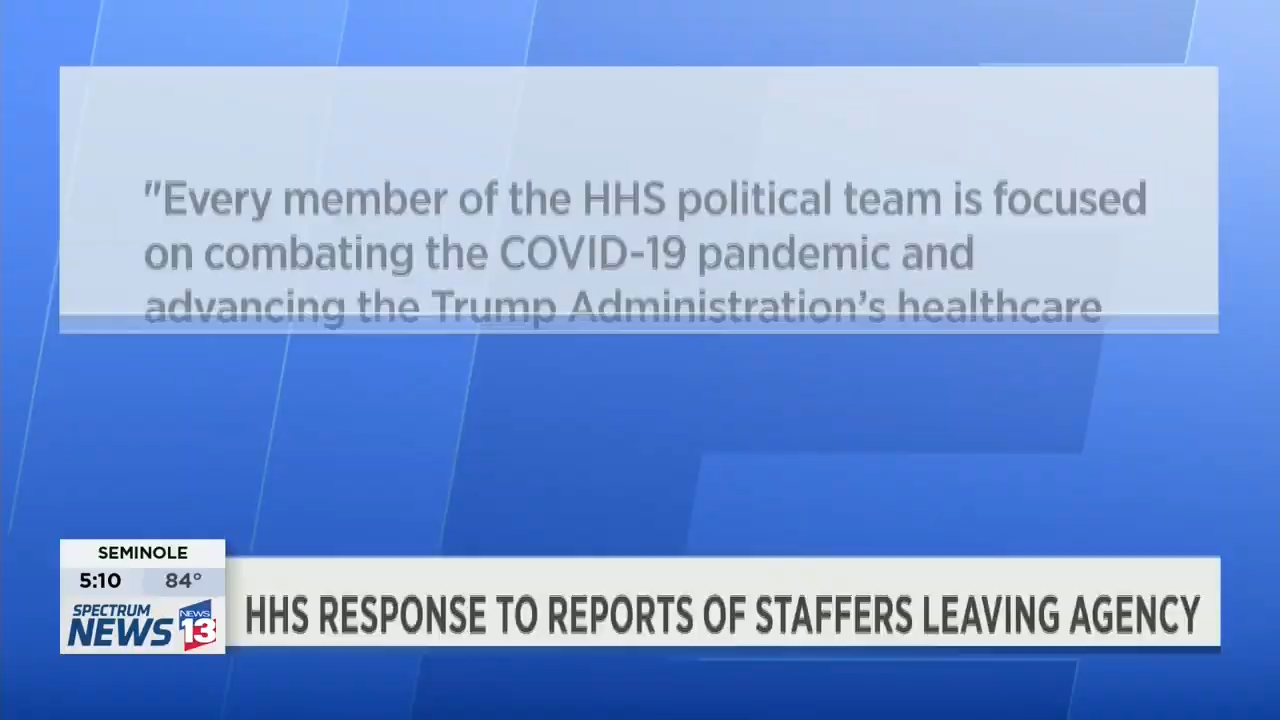 "Every member of the HHS political team is focused
on combating the COVID-19 pandemic and
advancing the Trump Administration's healthcare
SEMINOLE
5:10 84°
SPECTRUM
NEWS
NEWS
13
HHS RESPONSE TO REPORTS OF STAFFERS LEAVING AGENCY